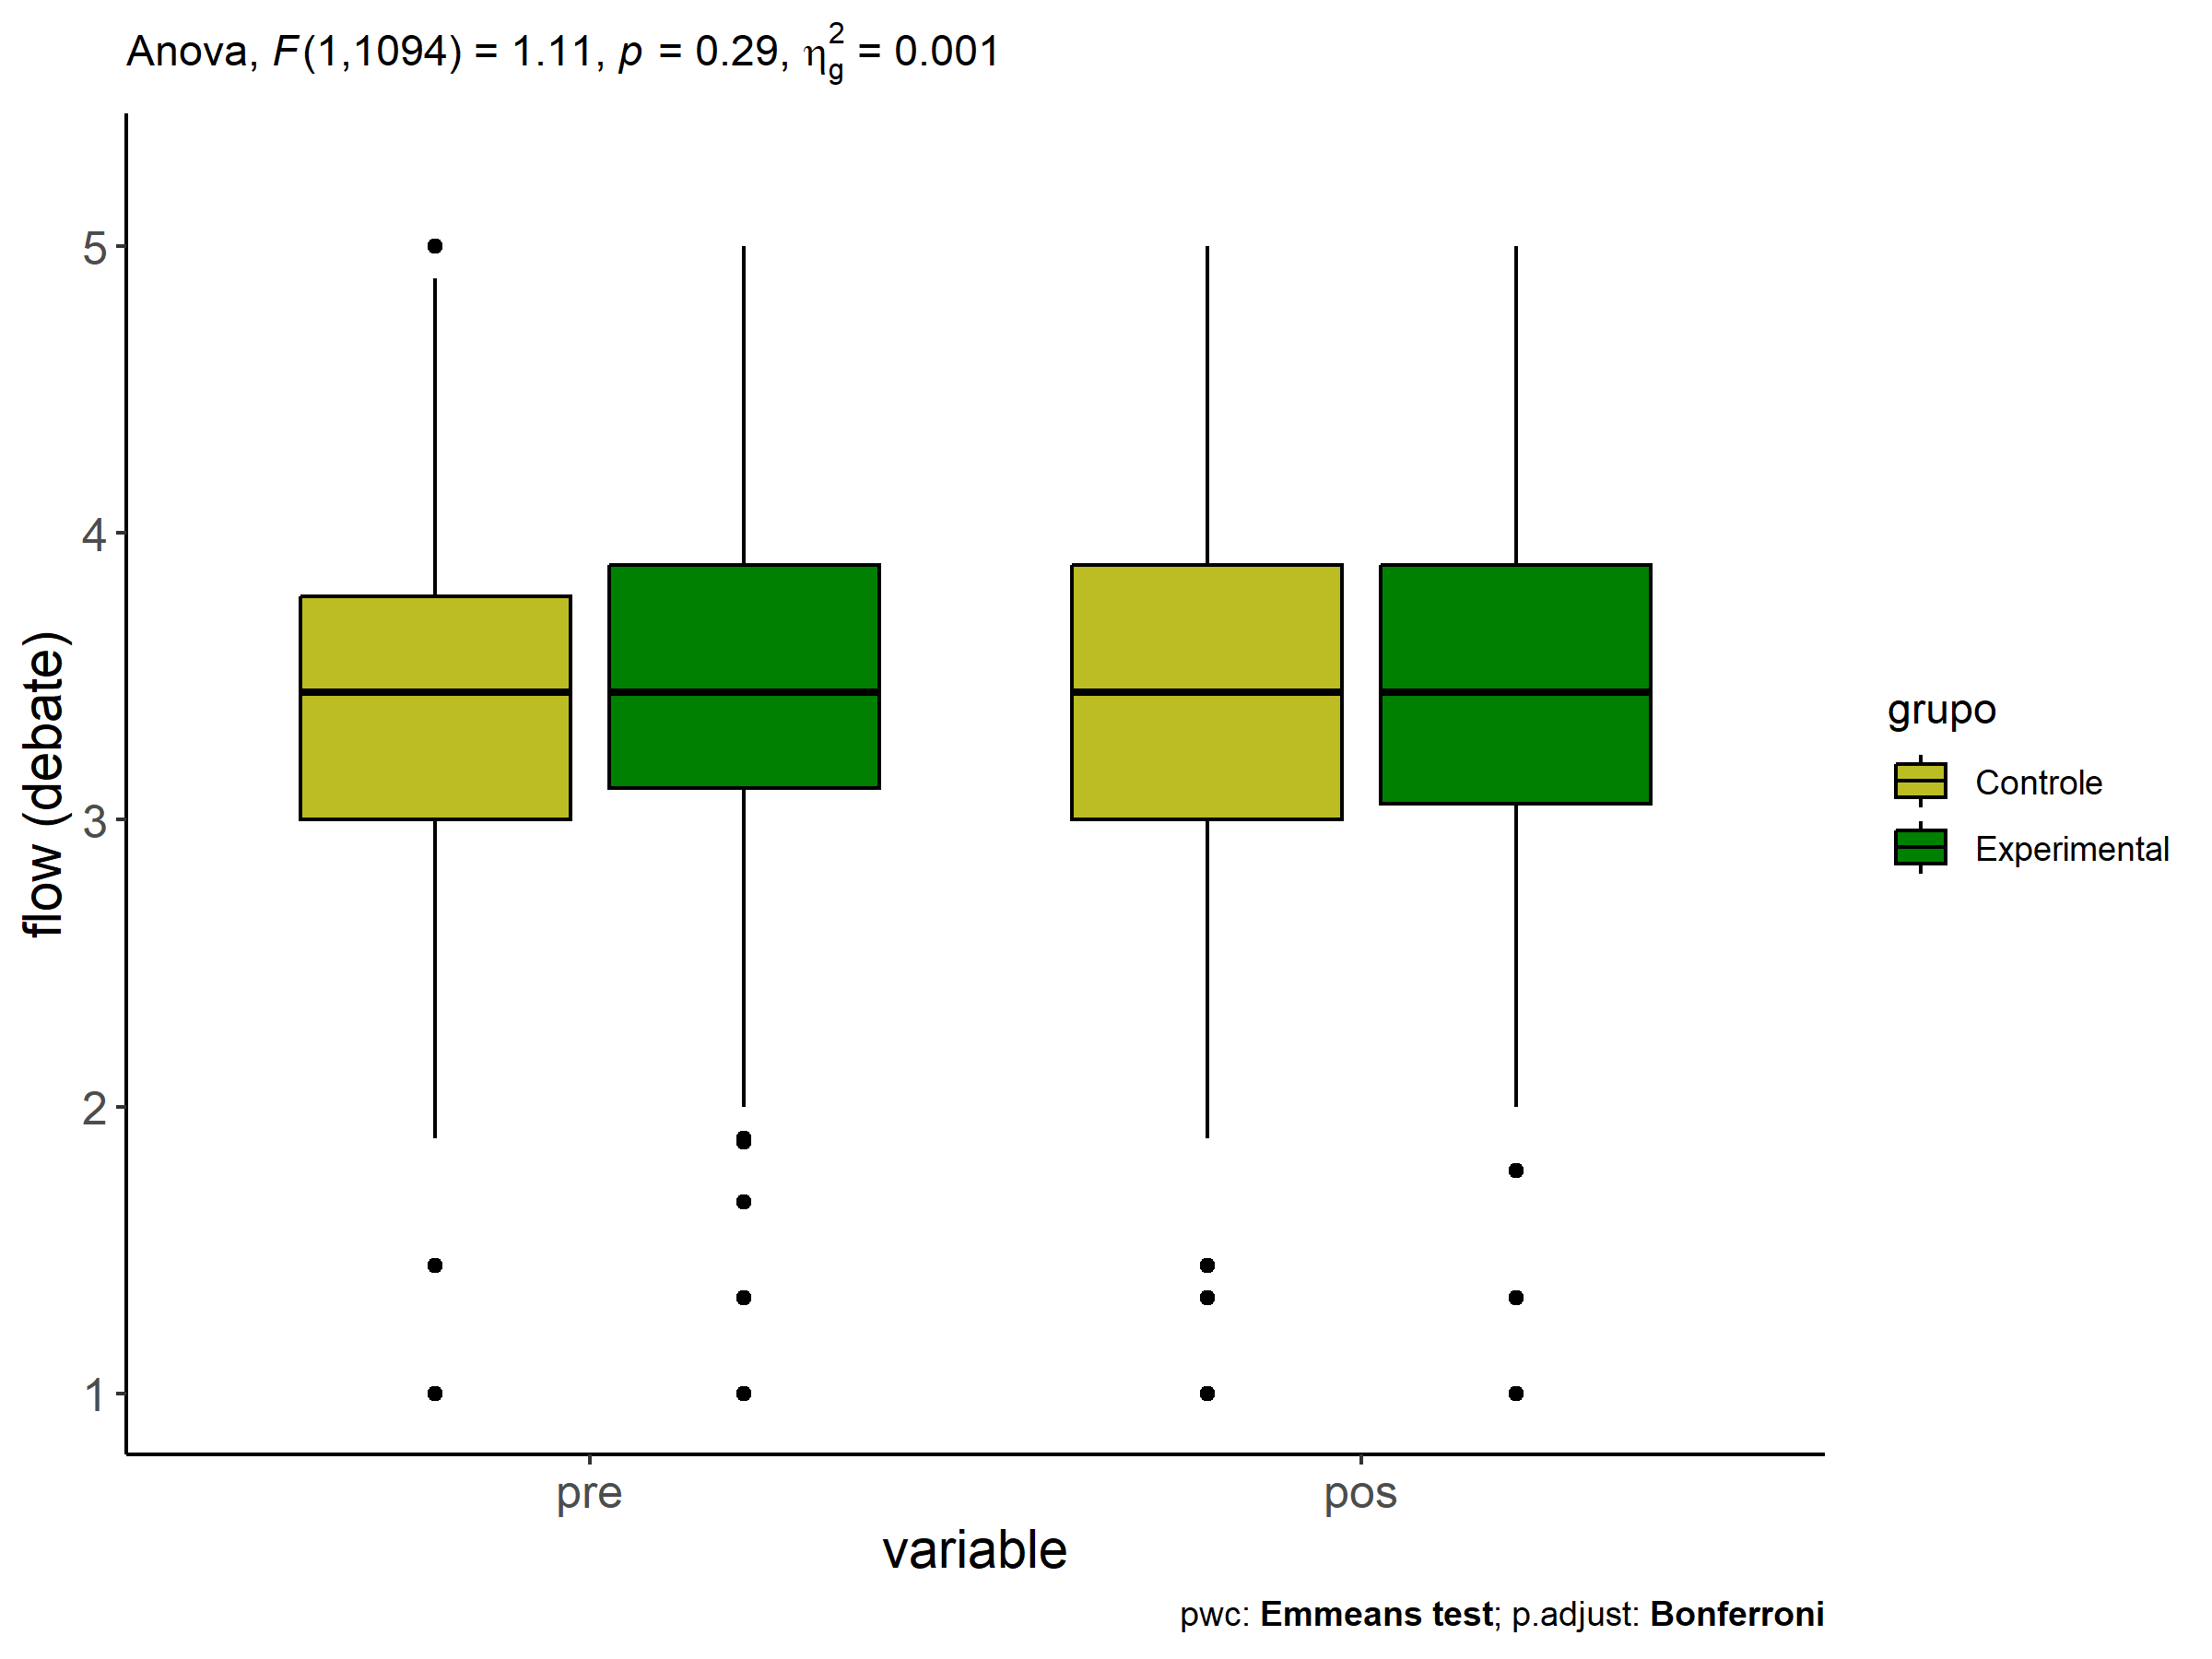 Anova, F(1,1094) = 1.11, p = 0.29, η²g = 0.001
flow (debate)
5
4
3
2
1
pre
pos
variable
grupo
Controle
Experimental
pwc: Emmeans test; p.adjust: Bonferroni